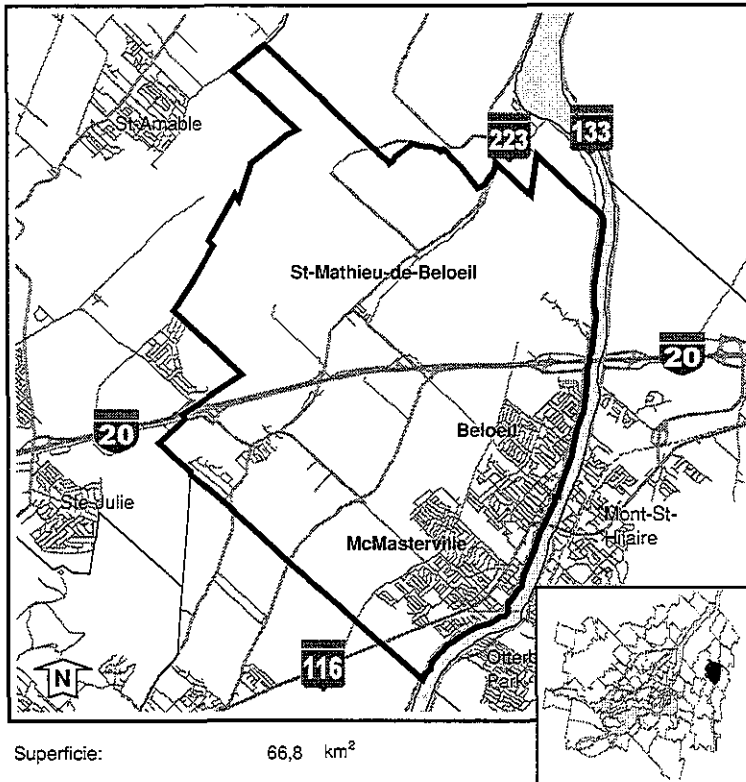 St-Amable
223
133
St-Mathieu-de-Beloeil
20
20
Beloeil
Ste-Julie
Mont-St-
Hilaire
McMasterville
116
N
Park
Superficie: 66,8 km²